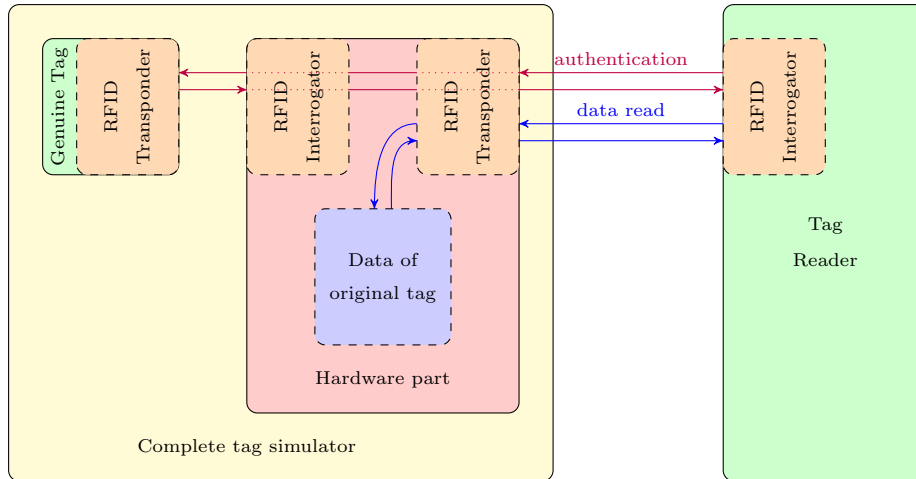 Genuine Tag
RFID
Transponder
RFID
Interrogator
RFID
Transponder
authentication
data read
RFID
Interrogator
Data of
original tag
Tag
Reader
Hardware part
Complete tag simulator